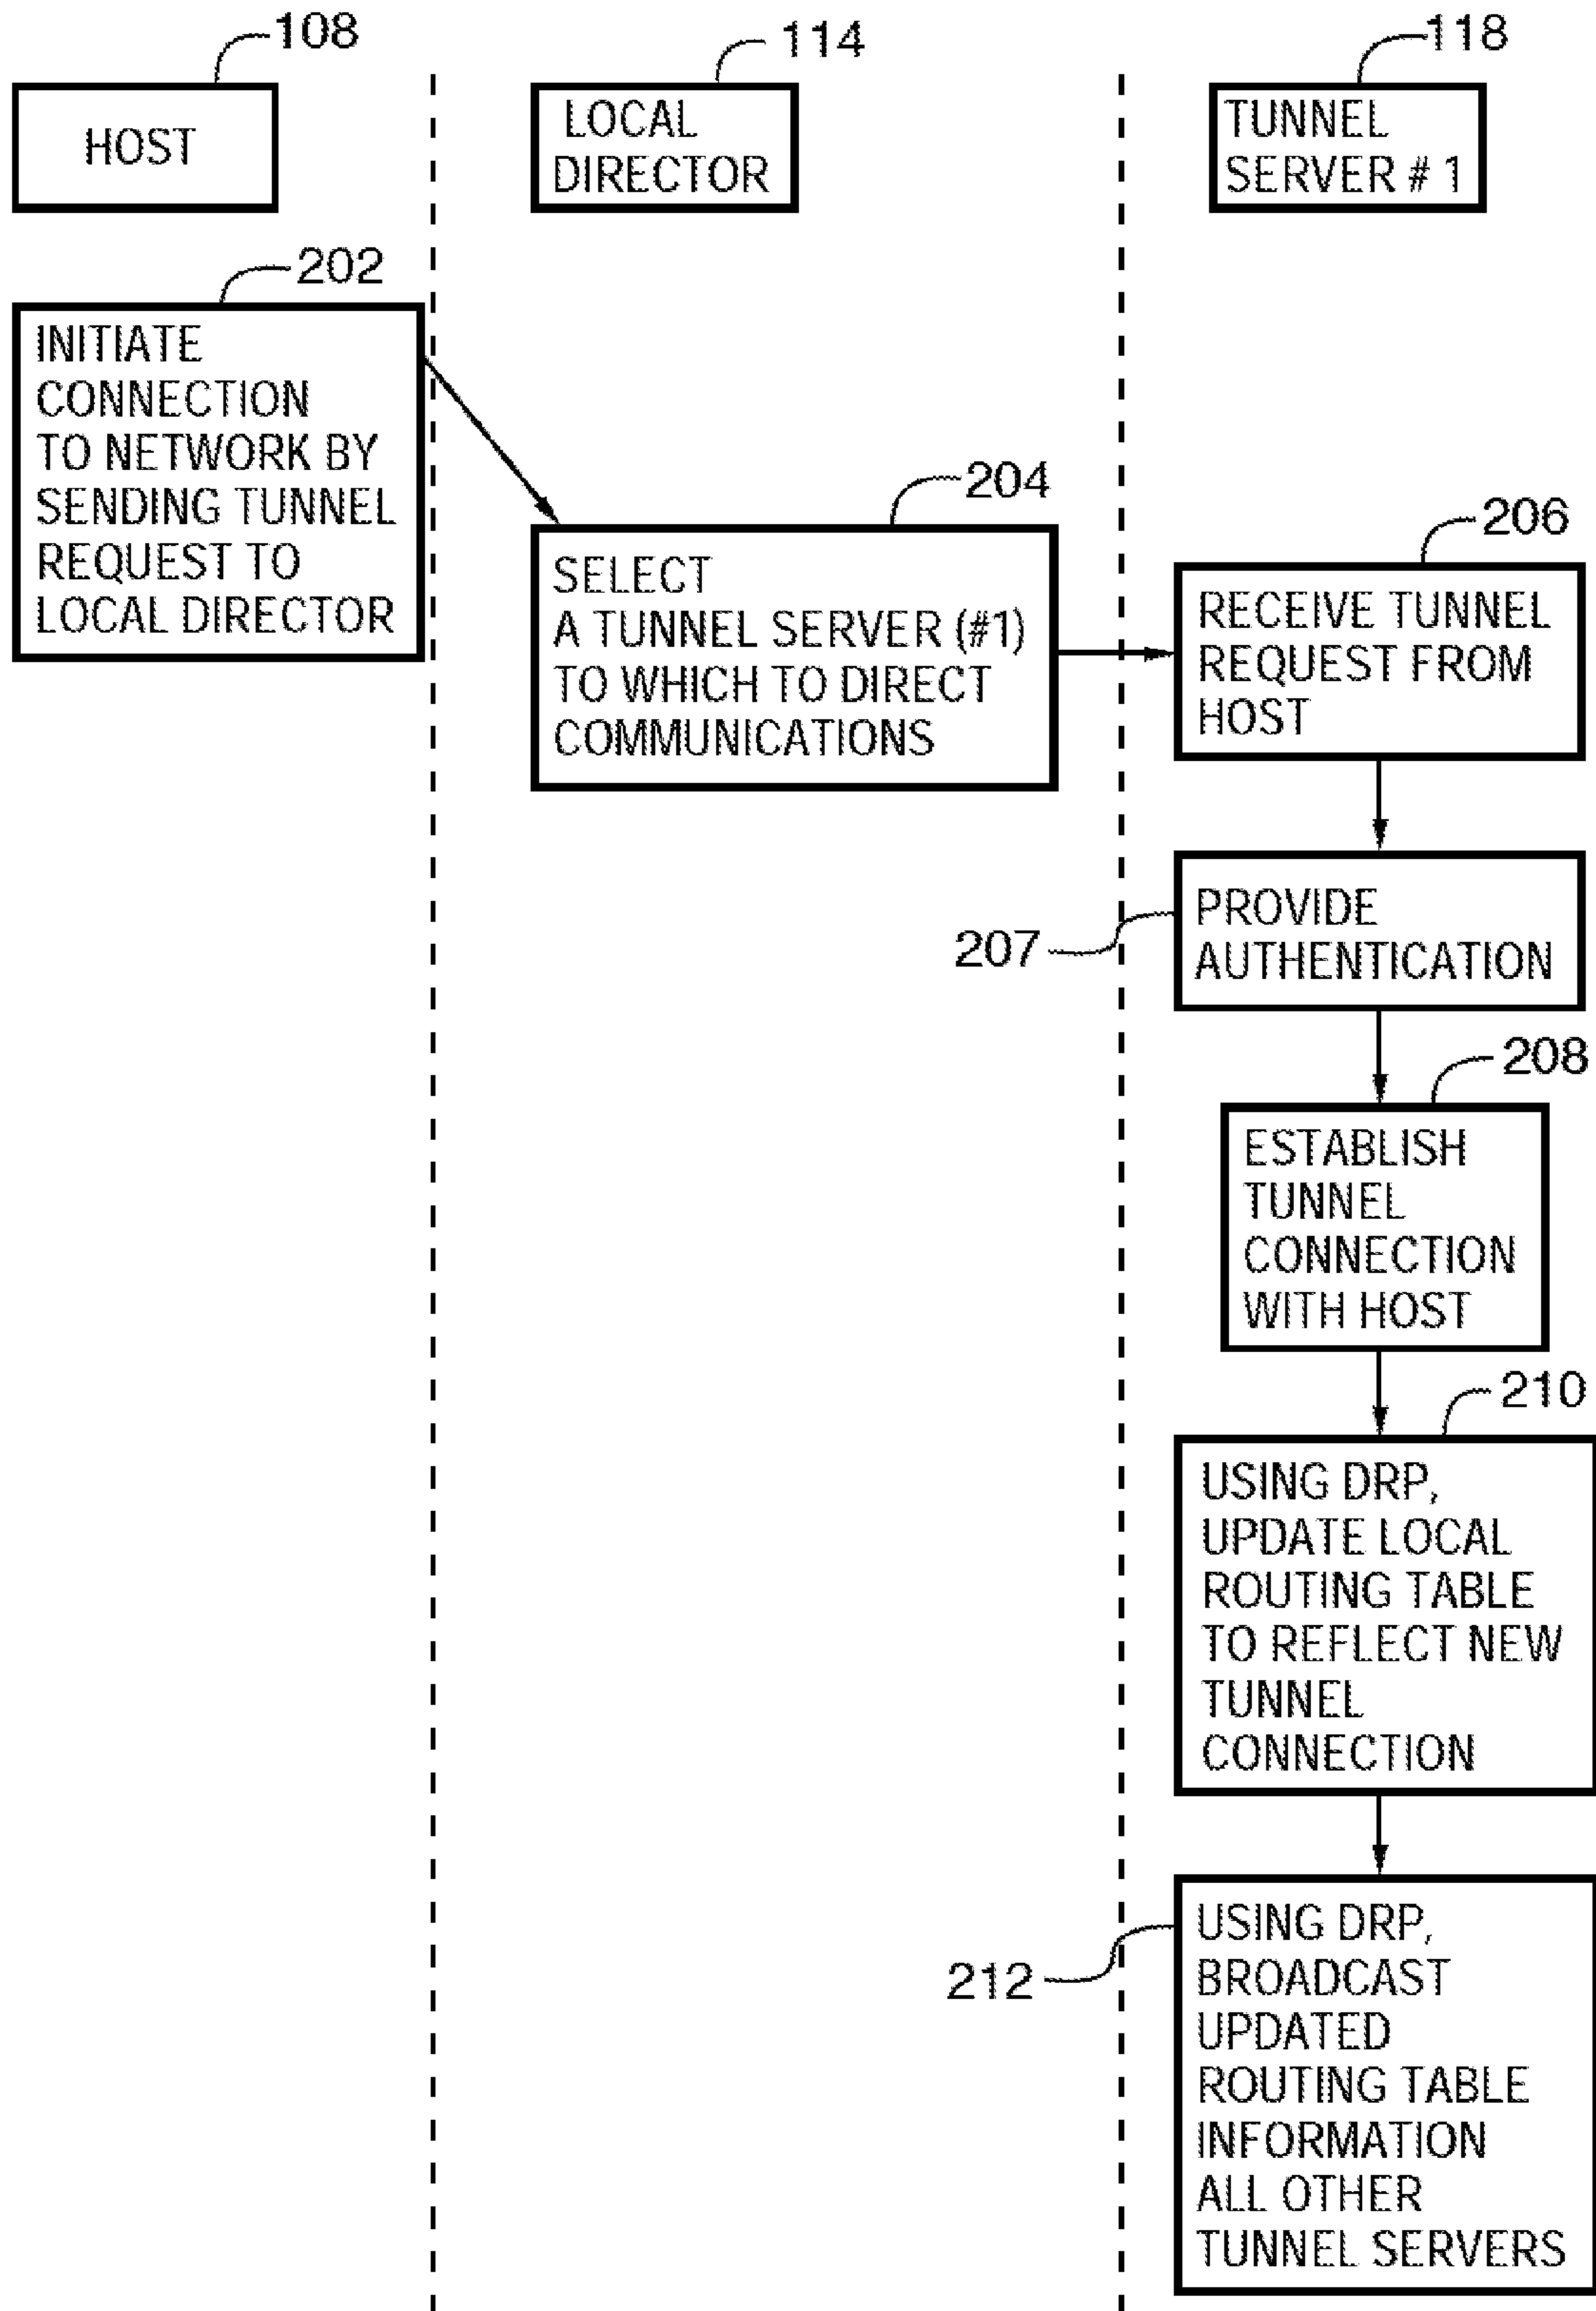 108
HOST
114
LOCAL
DIRECTOR
118
TUNNEL
SERVER # 1
202
INITIATE
CONNECTION
TO NETWORK BY
SENDING TUNNEL
REQUEST TO
LOCAL DIRECTOR
204
SELECT
A TUNNEL SERVER (#1)
TO WHICH TO DIRECT
COMMUNICATIONS
206
RECEIVE TUNNEL
REQUEST FROM
HOST
207
PROVIDE
AUTHENTICATION
208
ESTABLISH
TUNNEL
CONNECTION
WITH HOST
210
USING DRP,
UPDATE LOCAL
ROUTING TABLE
TO REFLECT NEW
TUNNEL
CONNECTION
212
USING DRP,
BROADCAST
UPDATED
ROUTING TABLE
INFORMATION
ALL OTHER
TUNNEL SERVERS